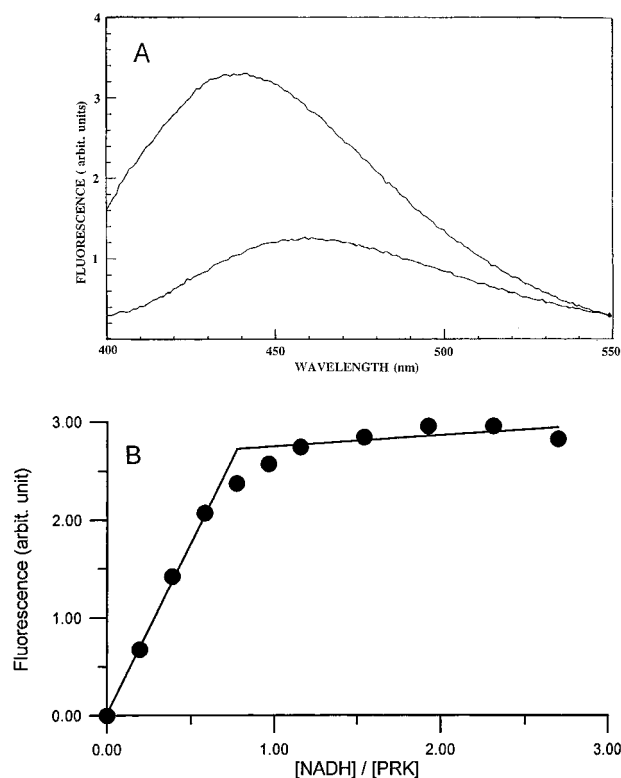 4
A
3
2
1
FLUORESCENCE ( arbit. units)
400
450
500
550
WAVELENGTH (nm)
3.00
B
2.00
1.00
0.00
Fluorescence (arbit. unit)
0.00
1.00
2.00
3.00
[NADH] / [PRK]